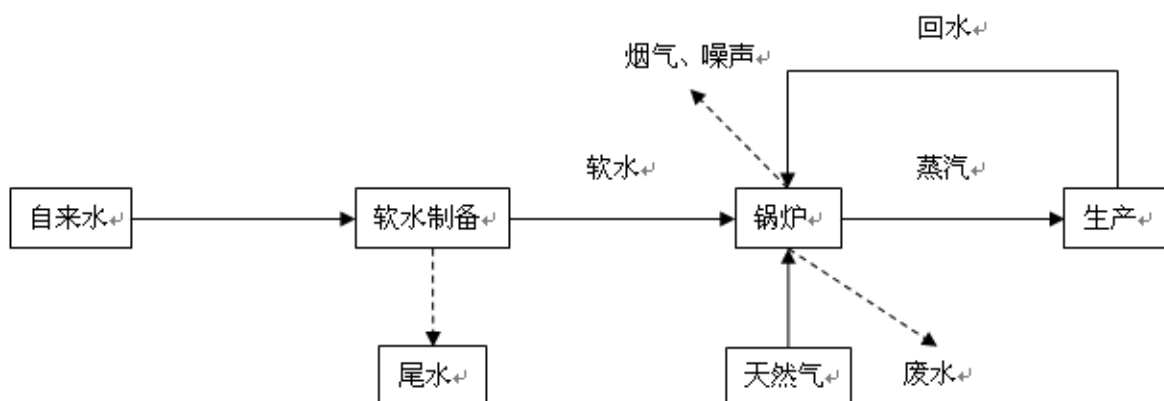 回水
烟气、噪声
软水
蒸汽
自来水
软水制备
锅炉
生产
尾水
天然气
废水